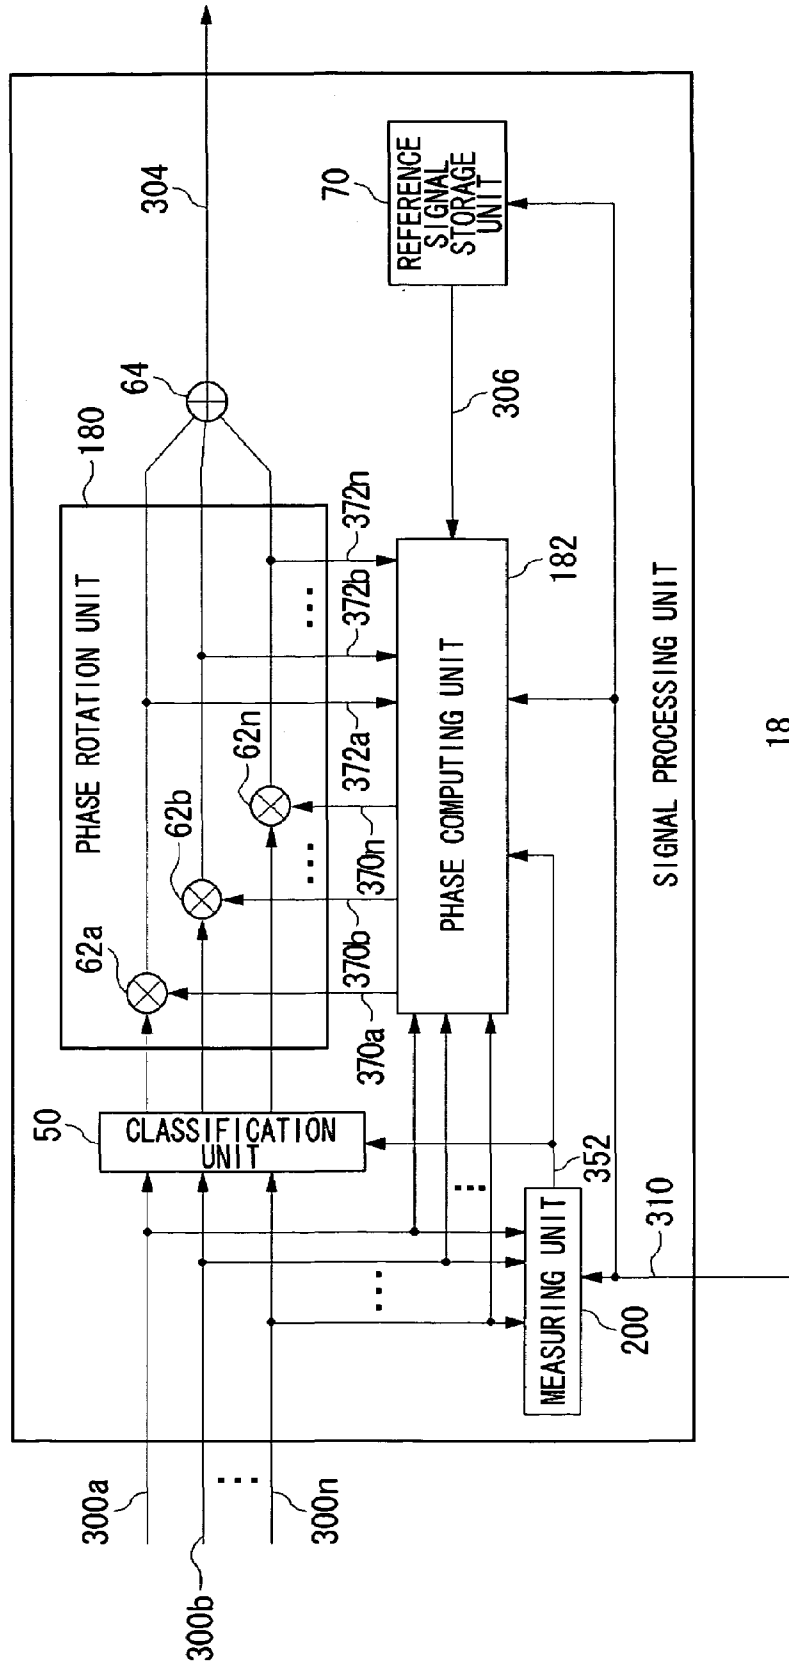 304
64
180
PHASE ROTATION UNIT
62a
62b
62n
...
...
70
REFERENCE
SIGNAL
STORAGE
UNIT
306
372n
372b
372a
370n
370b
370a
PHASE COMPUTING UNIT
182
50
CLASSIFICATION
UNIT
300a
300b
...
300n
...
...
352
MEASURING UNIT
200
310
SIGNAL PROCESSING UNIT
18